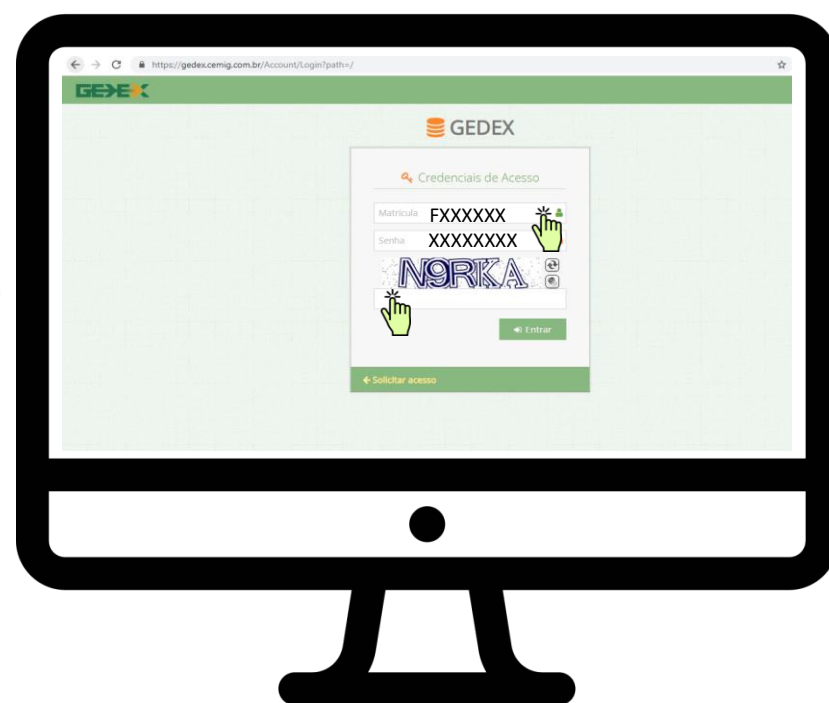 https://gedex.cemig.com.br/Account/Login?path=/
GEDEX
GEDEX
Credenciais de Acesso
Matricula FXXXXXX
Senha XXXXXXXX
N9RKA
Entrar
Solicitar acesso